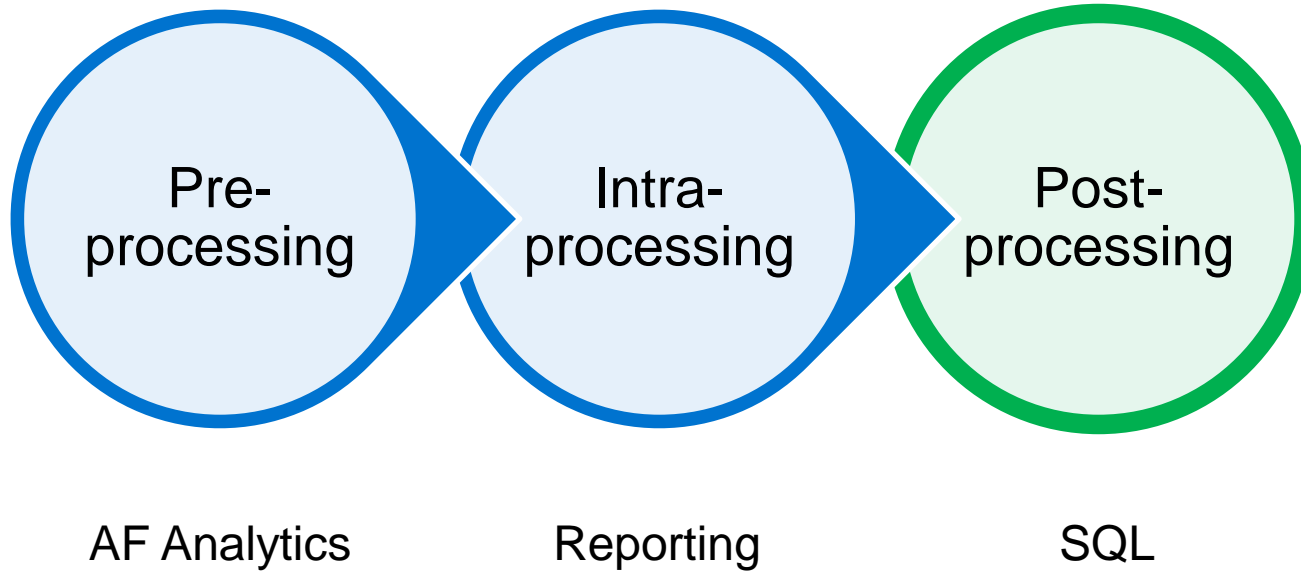 Pre-
processing
Intra-
processing
Post-
processing
AF Analytics
Reporting
SQL